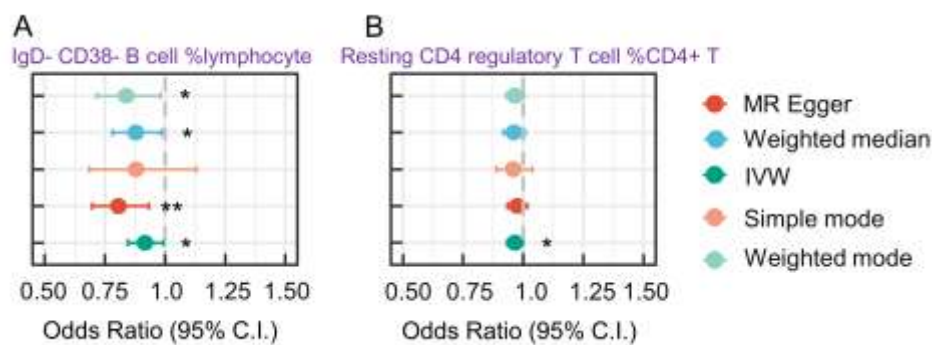 A
B
IgD- CD38- B cell %lymphocyte
Resting CD4 regulatory T cell %CD4+ T
*
*
**
*
*
MR Egger
Weighted median
IVW
Simple mode
Weighted mode
0.50 0.75 1.0 1.25 1.50
0.50 0.75 1.0 1.25 1.50
Odds Ratio (95% C.I.)
Odds Ratio (95% C.I.)